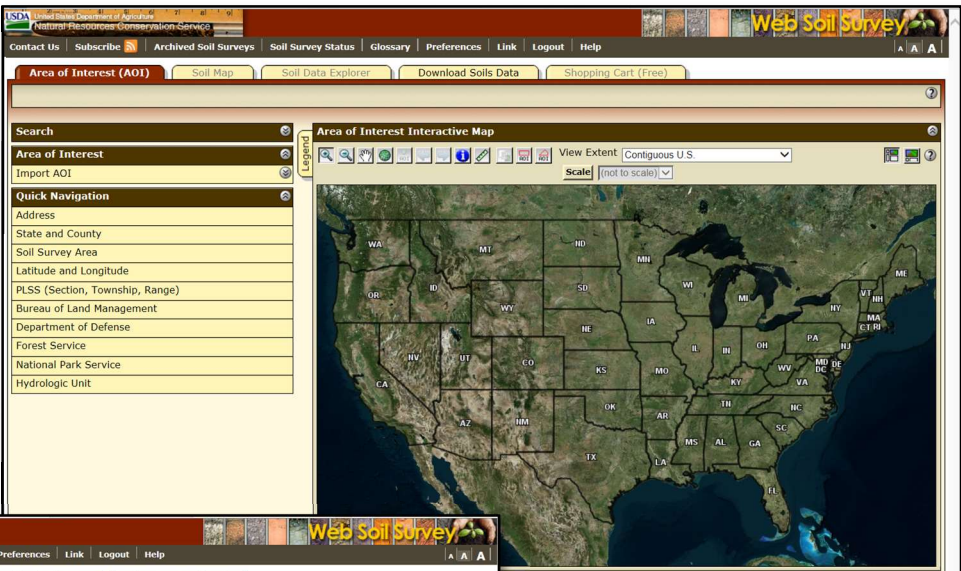 USDA United States Department of Agriculture
Natural Resources Conservation Service
Web Soil Survey
Contact Us | Subscribe | Archived Soil Surveys | Soil Survey Status | Glossary | Preferences | Link | Logout | Help
A A A
Area of Interest (AOI) Soil Map Soil Data Explorer Download Soils Data Shopping Cart (Free)
Search
Area of Interest
Import AOI
Quick Navigation
Address
State and County
Soil Survey Area
Latitude and Longitude
PLSS (Section, Township, Range)
Bureau of Land Management
Department of Defense
Forest Service
National Park Service
Hydrologic Unit
Legend
Area of Interest Interactive Map
AOI AOI View Extent Contiguous U.S.
Scale (not to scale)
WA MT ND MN ME
OR ID WY SD WI MI VT NH
NY MA
CT RI
NV UT CO NE IA IL IN OH PA NJ
CA KS MO KY WV MD DE
DC
VA
AZ NM OK AR TN NC
SC
TX LA MS AL GA
FL
Web Soil Survey
Preferences | Link | Logout | Help
A A A